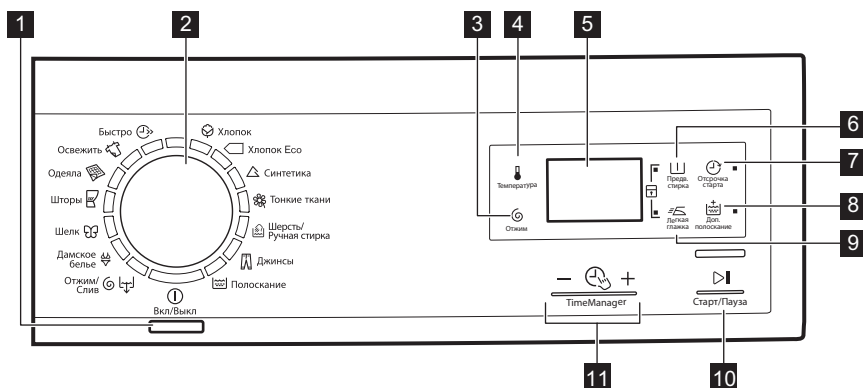 1
2
3
4
5
6
7
8
9
10
11
Быстро
Освежить
Одеяла
Шторы
Шелк
Дамское
белье
Отжим/
Слив
Вкл/Выкл
Хлопок
Хлопок Eco
Синтетика
Тонкие ткани
Шерсть/
Ручная стирка
Джинсы
Полоскание
Температура
Отжим
Предв.
стирка
Отсрочка
старта
Легкая
глажка
Доп.
полоскание
TimeManager
Старт/Пауза